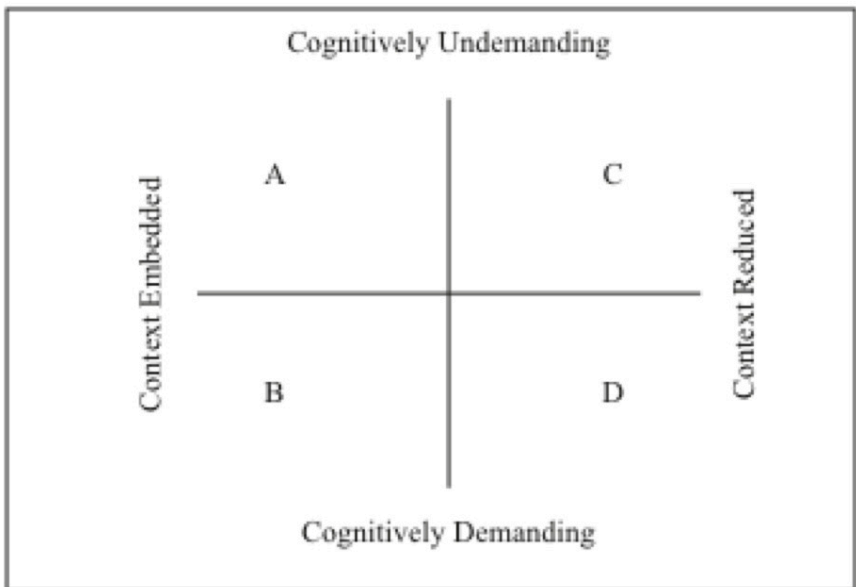 Cognitively Undemanding
A
C
Context Embedded
Context Reduced
B
D
Cognitively Demanding